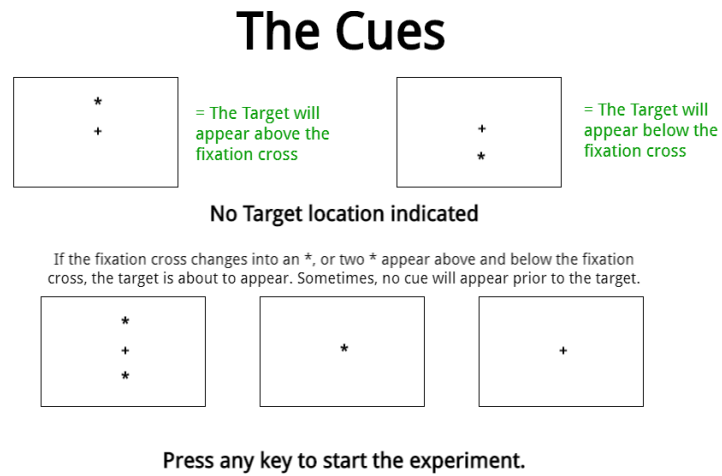 The Cues
*
+
= The Target will
appear above the
fixation cross
+
*
= The Target will
appear below the
fixation cross
No Target location indicated
If the fixation cross changes into an *, or two * appear above and below the fixation
cross, the target is about to appear. Sometimes, no cue will appear prior to the target.
*
+
*
*
+
Press any key to start the experiment.